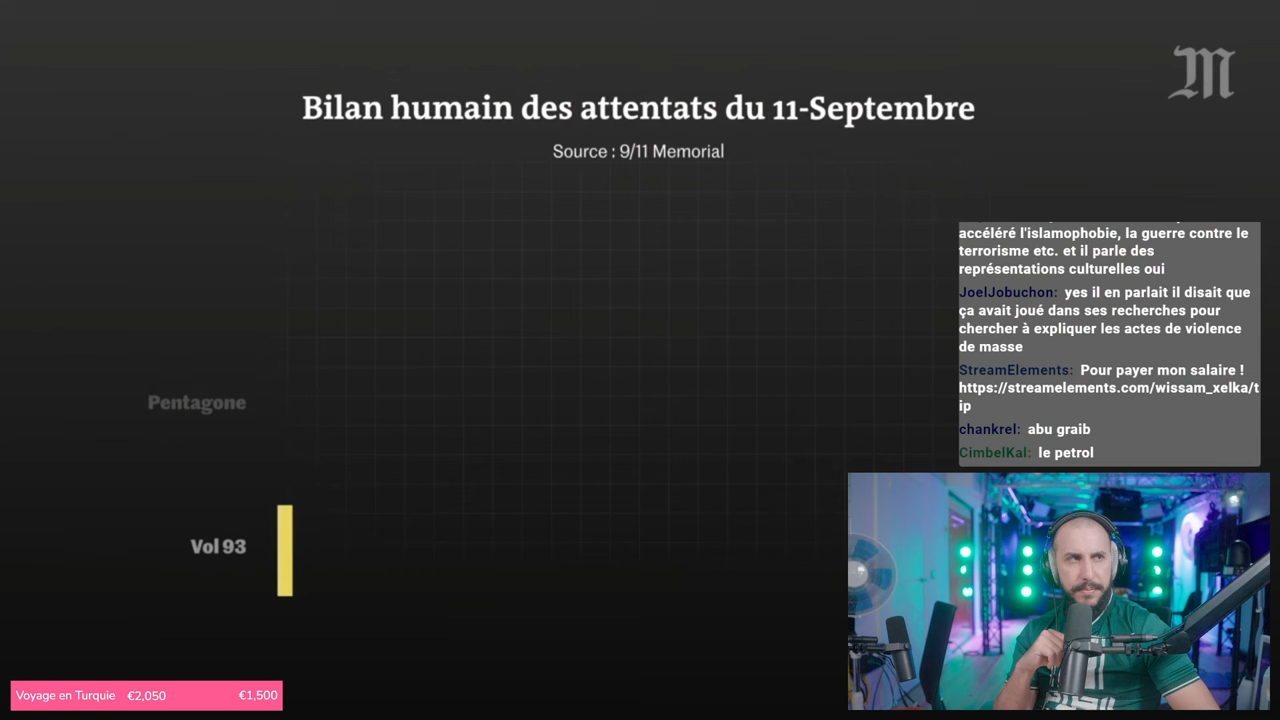 M
Bilan humain des attentats du 11-Septembre
Source : 9/11 Memorial
accéléré l'islamophobie, la guerre contre le
terrorisme etc. et il parle des
représentations culturelles oui
JoelJobuchon: yes il en parlait il disait que
ça avait joué dans ses recherches pour
chercher à expliquer les actes de violence
de masse
StreamElements: Pour payer mon salaire !
https://streamelements.com/wissam_xelka/t
ip
chankrel: abu graib
CimbelKal: le petrol
Pentagone
Vol 93
Voyage en Turquie €2,050 €1,500